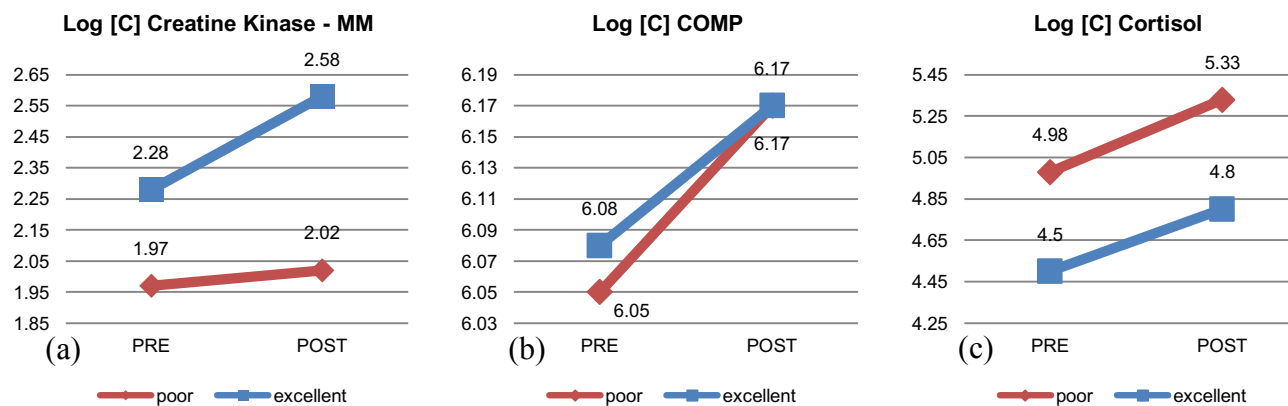 Log [C] Creatine Kinase - MM
2.65
2.55
2.45
2.35
2.25
2.15
2.05
1.95
1.85
2.58
2.28
1.97
2.02
(a)
PRE
POST
poor
excellent
Log [C] COMP
6.19
6.17
6.15
6.13
6.11
6.09
6.07
6.05
6.03
6.17
6.17
6.08
6.05
(b)
PRE
POST
poor
excellent
Log [C] Cortisol
5.45
5.25
5.05
4.85
4.65
4.45
4.25
5.33
4.98
4.8
4.5
(c)
PRE
POST
poor
excellent